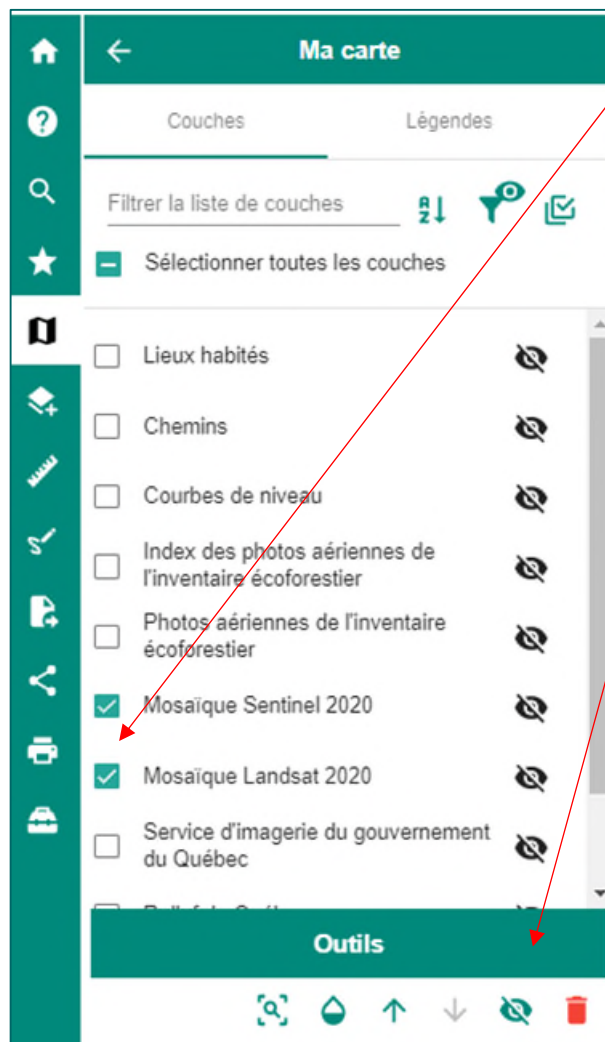 Ma carte
Couches
Légendes
Filtrer la liste de couches
Sélectionner toutes les couches
Lieux habités
Chemins
Courbes de niveau
Index des photos aériennes de
l'inventaire écoforestier
Photos aériennes de l'inventaire
écoforestier
Mosaïque Sentinel 2020
Mosaïque Landsat 2020
Service d'imagerie du gouvernement
du Québec
Outils